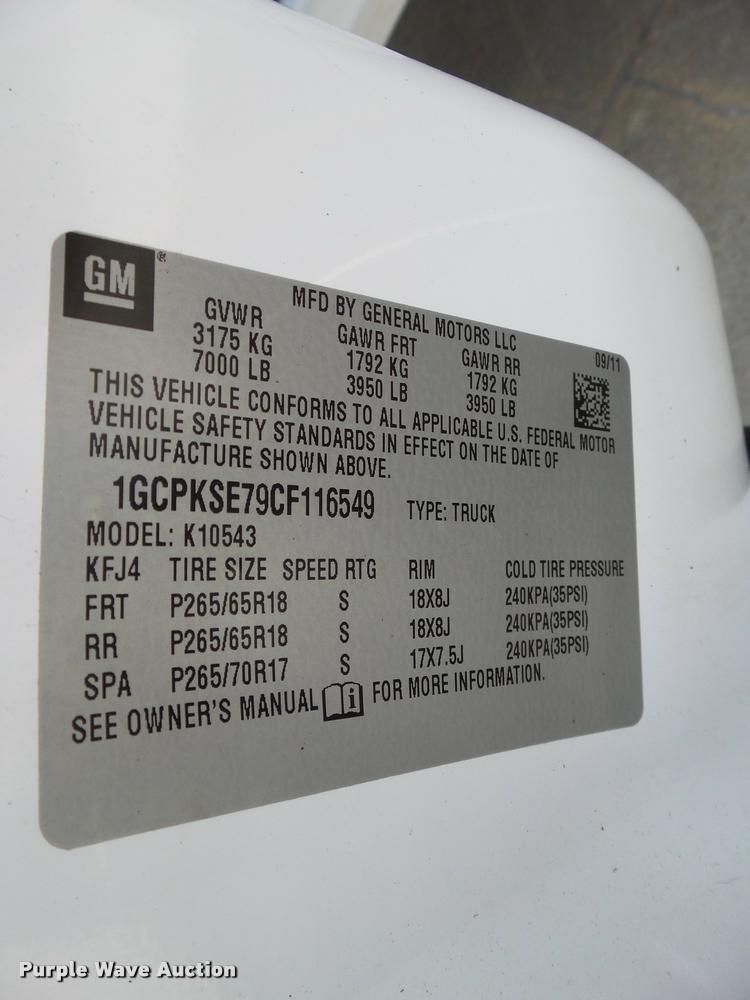 GM ®
MFD BY GENERAL MOTORS LLC
09/11
GVWR GAWR FRT GAWR RR
3175 KG 1792 KG 1792 KG
7000 LB 3950 LB 3950 LB
THIS VEHICLE CONFORMS TO ALL APPLICABLE U.S. FEDERAL MOTOR
VEHICLE SAFETY STANDARDS IN EFFECT ON THE DATE OF
MANUFACTURE SHOWN ABOVE.
1GCPKSE79CF116549 TYPE: TRUCK
MODEL: K10543
KFJ4 TIRE SIZE SPEED RTG RIM COLD TIRE PRESSURE
FRT P265/65R18 S 18X8J 240KPA(35PSI)
RR P265/65R18 S 18X8J 240KPA(35PSI)
SPA P265/70R17 S 17X7.5J 240KPA(35PSI)
SEE OWNER'S MANUAL i FOR MORE INFORMATION.
Purple Wave Auction